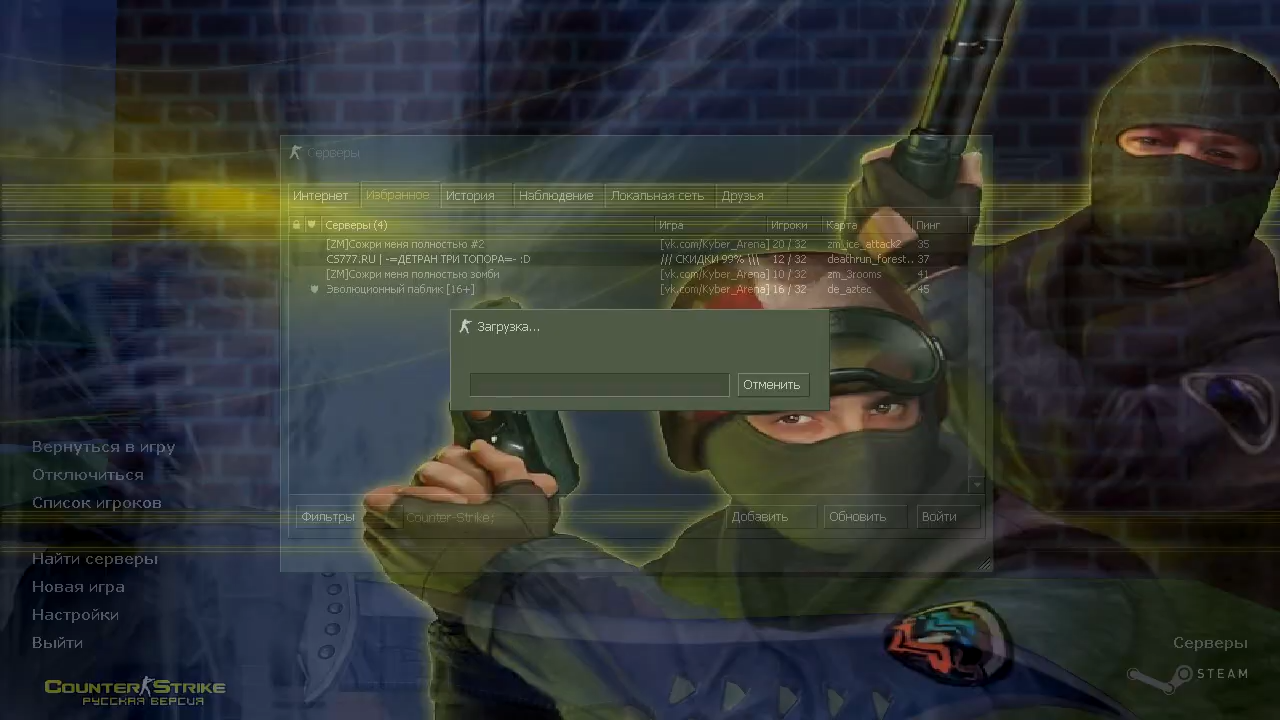 Серверы
Интернет Избранное История Наблюдение Локальная сеть Друзья
Серверы (4) Игра Игроки Карта Пинг
[ZM]Сожри меня полностью #2 [vk.com/Kyber_Arena] 20 / 32 zm_ice_attack2 35
CS777.RU | -=ДЕТРАН ТРИ ТОПОРА=- :D /// СКИДКИ 99% \\\ 12 / 32 deathrun_forest.. 37
[ZM]Сожри меня полностью зомби [vk.com/Kyber_Arena] 10 / 32 zm_3rooms 41
Эволюционный паблик [16+] [vk.com/Kyber_Arena] 16 / 32 de_aztec 45
Загрузка...
Отменить
Вернуться в игру
Отключиться
Список игроков
Фильтры Counter-Strike; Добавить Обновить Войти
Найти серверы
Новая игра
Настройки
Выйти
Серверы
STEAM
COUNTER STRIKE
РУССКАЯ ВЕРСИЯ